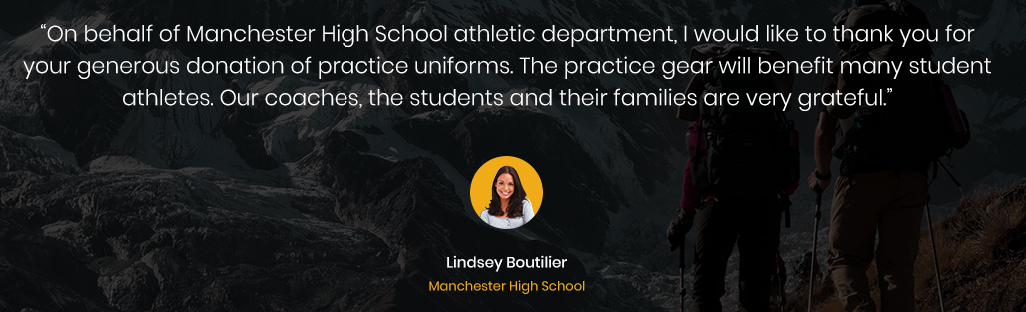 “On behalf of Manchester High School athletic department, I would like to thank you for
your generous donation of practice uniforms. The practice gear will benefit many student
athletes. Our coaches, the students and their families are very grateful.”
Lindsey Boutilier
Manchester High School